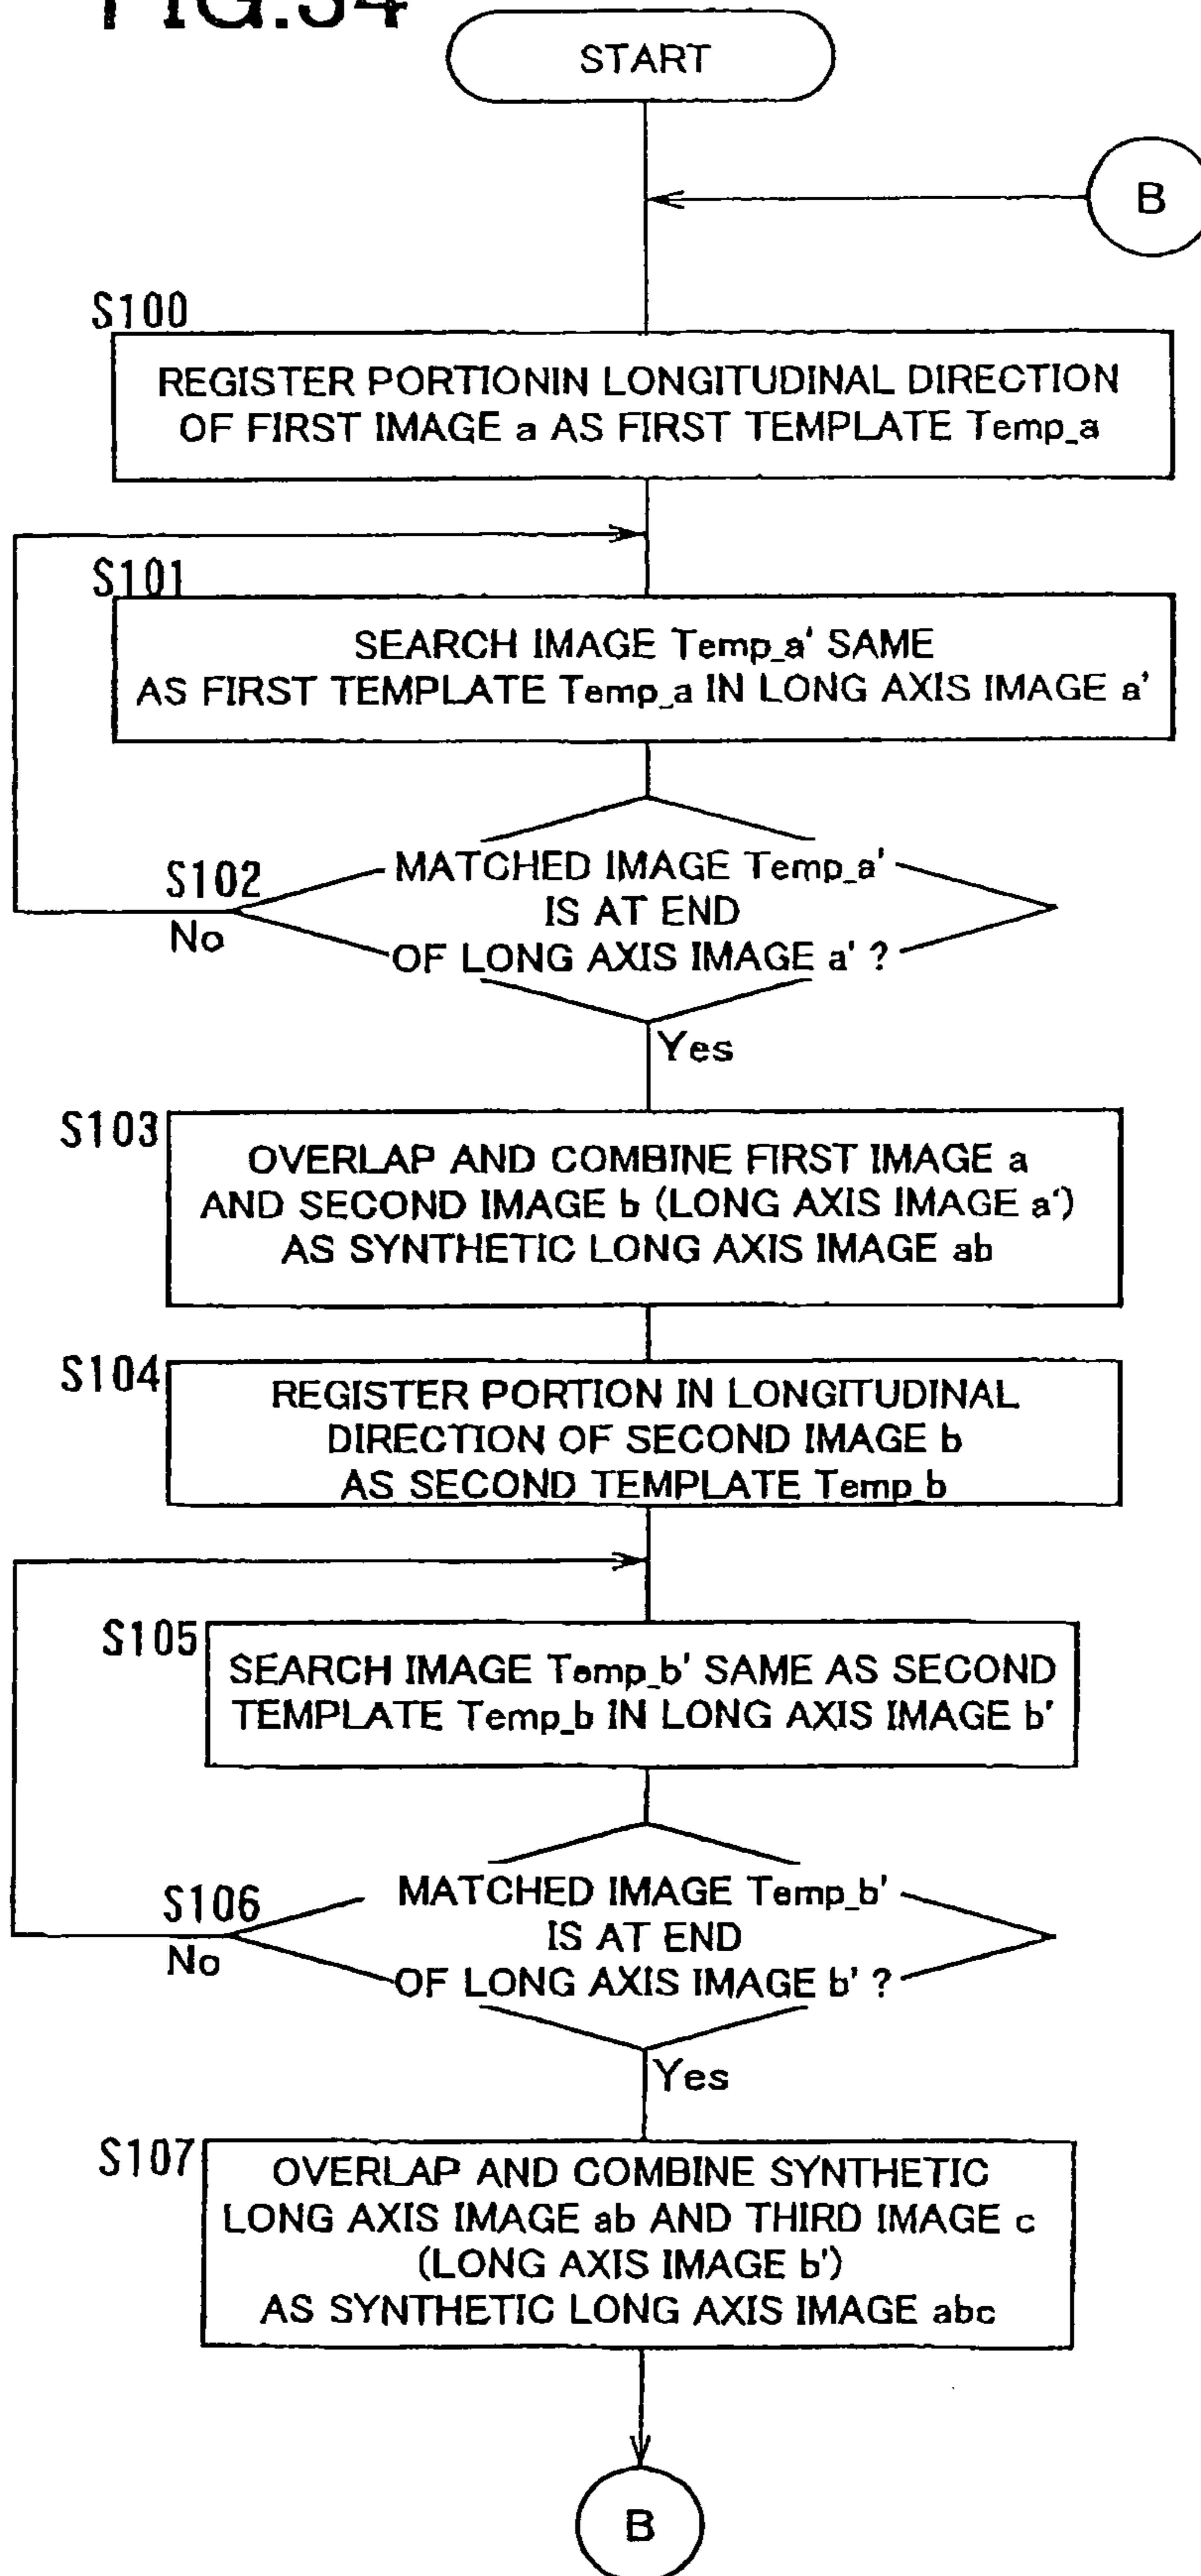 FIG.34
START
B
S100
REGISTER PORTIONIN LONGITUDINAL DIRECTION
OF FIRST IMAGE a AS FIRST TEMPLATE Temp_a
S101
SEARCH IMAGE Temp_a' SAME
AS FIRST TEMPLATE Temp_a IN LONG AXIS IMAGE a'
S102
No
MATCHED IMAGE Temp_a'
IS AT END
OF LONG AXIS IMAGE a' ?
Yes
S103
OVERLAP AND COMBINE FIRST IMAGE a
AND SECOND IMAGE b (LONG AXIS IMAGE a')
AS SYNTHETIC LONG AXIS IMAGE ab
S104
REGISTER PORTION IN LONGITUDINAL
DIRECTION OF SECOND IMAGE b
AS SECOND TEMPLATE Temp_b
S105
SEARCH IMAGE Temp_b' SAME AS SECOND
TEMPLATE Temp_b IN LONG AXIS IMAGE b'
S106
No
MATCHED IMAGE Temp_b'
IS AT END
OF LONG AXIS IMAGE b' ?
Yes
S107
OVERLAP AND COMBINE SYNTHETIC
LONG AXIS IMAGE ab AND THIRD IMAGE c
(LONG AXIS IMAGE b')
AS SYNTHETIC LONG AXIS IMAGE abc
B